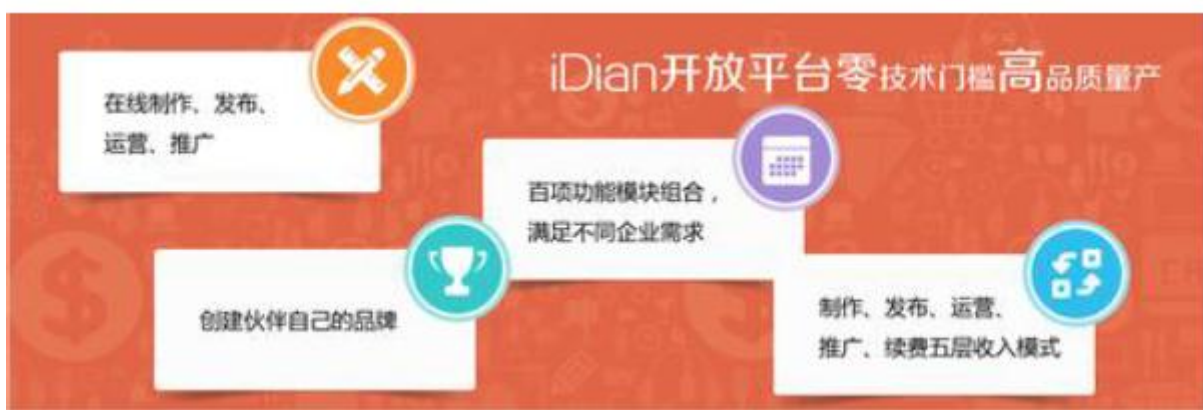 iDian开放平台零技术门槛高品质量产
在线制作、发布、
运营、推广
百项功能模块组合，
满足不同企业需求
创建伙伴自己的品牌
制作、发布、运营、
推广、续费五层收入模式